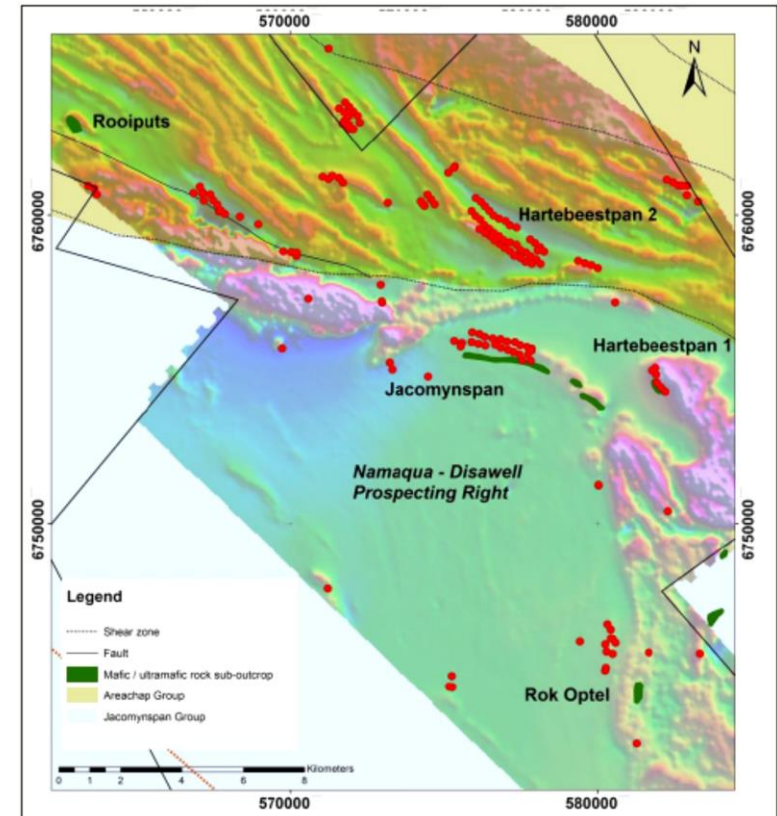 570000
580000
N
Rooiputs
6760000
Hartebeestpan 2
6760000
Hartebeestpan 1
Jacomynspan
Namaqua - Disawell
Prospecting Right
6750000
6750000
Legend
Shear zone
Fault
Mafic / ultramafic rock sub-outcrop
Areachap Group
Jacomynspan Group
Rok Optel
Kilometers
0 1 2 4 6 8
570000
580000